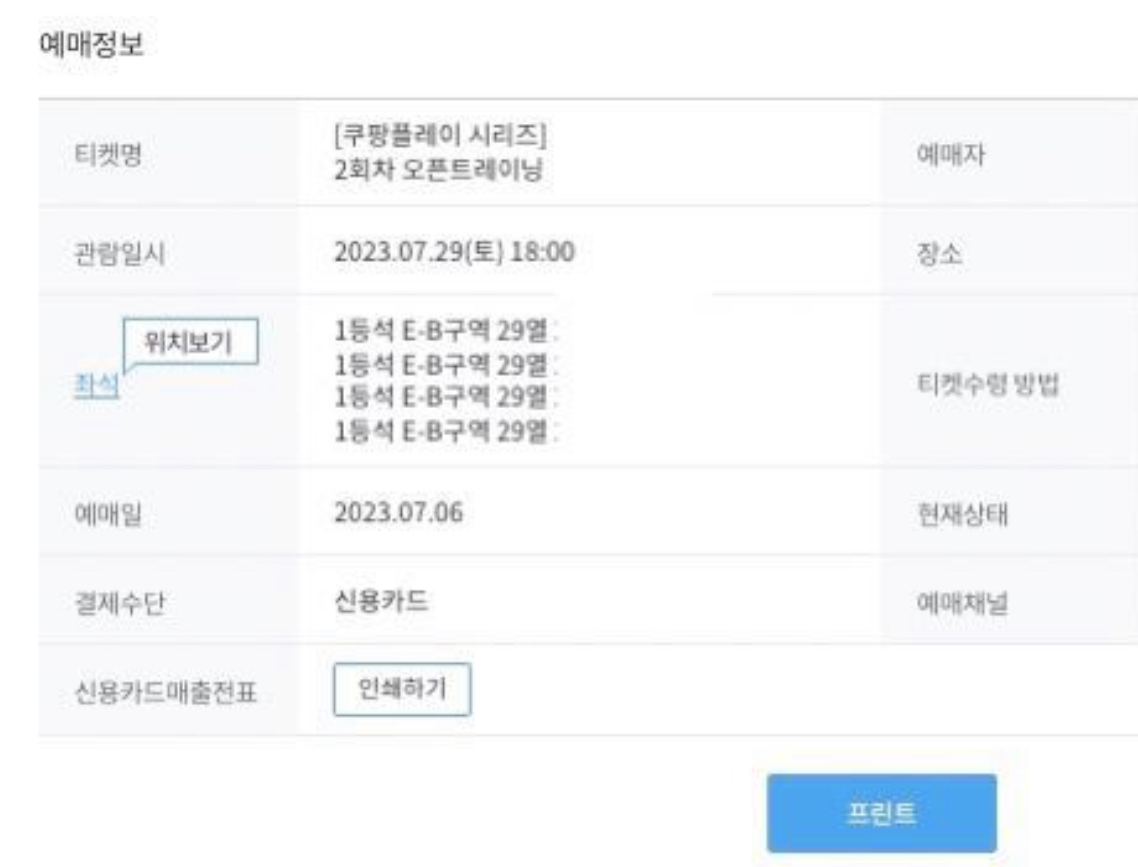 예매정보
티켓명
[쿠팡플레이 시리즈]
2회차 오픈트레이닝
예매자
관람일시
2023.07.29(토) 18:00
장소
좌석
위치보기
1등석 E-B구역 29열
1등석 E-B구역 29열
1등석 E-B구역 29열
1등석 E-B구역 29열
티켓수령 방법
예매일
2023.07.06
현재상태
결제수단
신용카드
예매채널
신용카드매출전표
인쇄하기
프린트